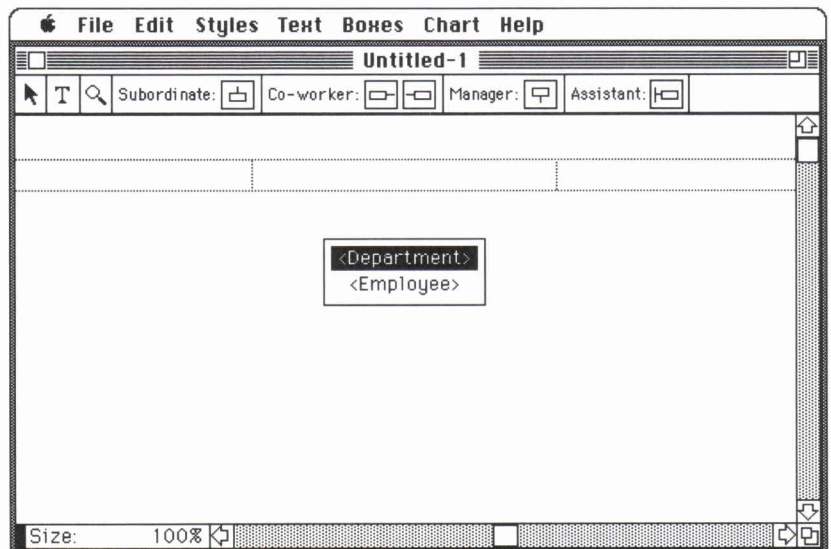 File Edit Styles Text Boxes Chart Help
Untitled-1
T Subordinate: Co-worker: Manager: Assistant:
<Department>
<Employee>
Size: 100%